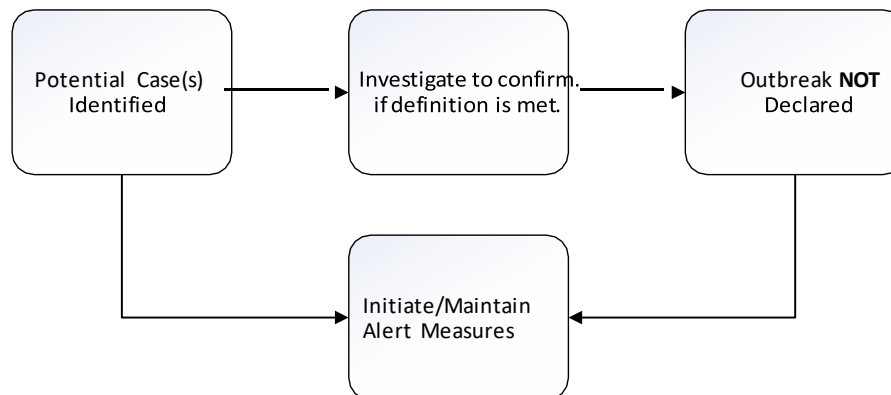 Potential Case(s)
Identified
Investigate to confirm.
if definition is met.
Outbreak NOT
Declared
Initiate/Maintain
Alert Measures